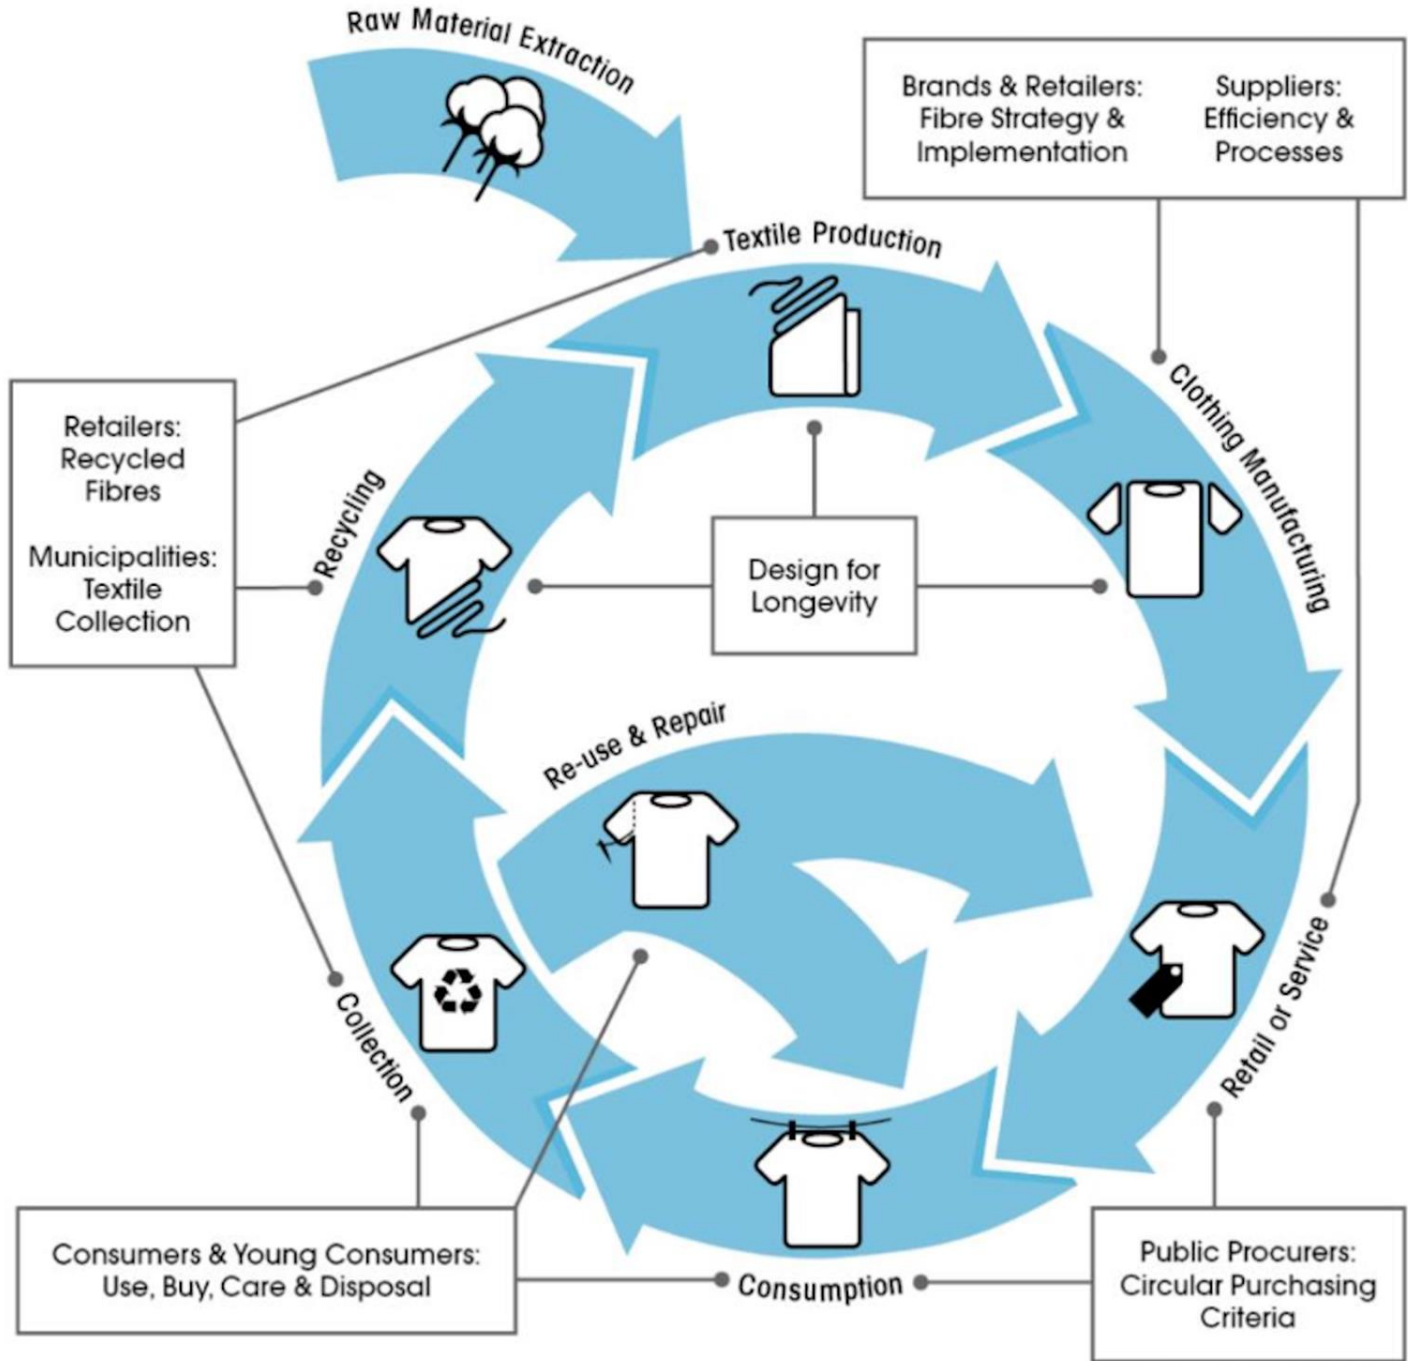 Raw Material Extraction
Brands & Retailers:
Fibre Strategy &
Implementation
Suppliers:
Efficiency &
Processes
Textile Production
Clothing Manufacturing
Retailers:
Recycled
Fibres
Municipalities:
Textile
Collection
Recycling
Design for
Longevity
Re-use & Repair
Retail or Service
Collection
Consumers & Young Consumers:
Use, Buy, Care & Disposal
Consumption
Public Procurers:
Circular Purchasing
Criteria